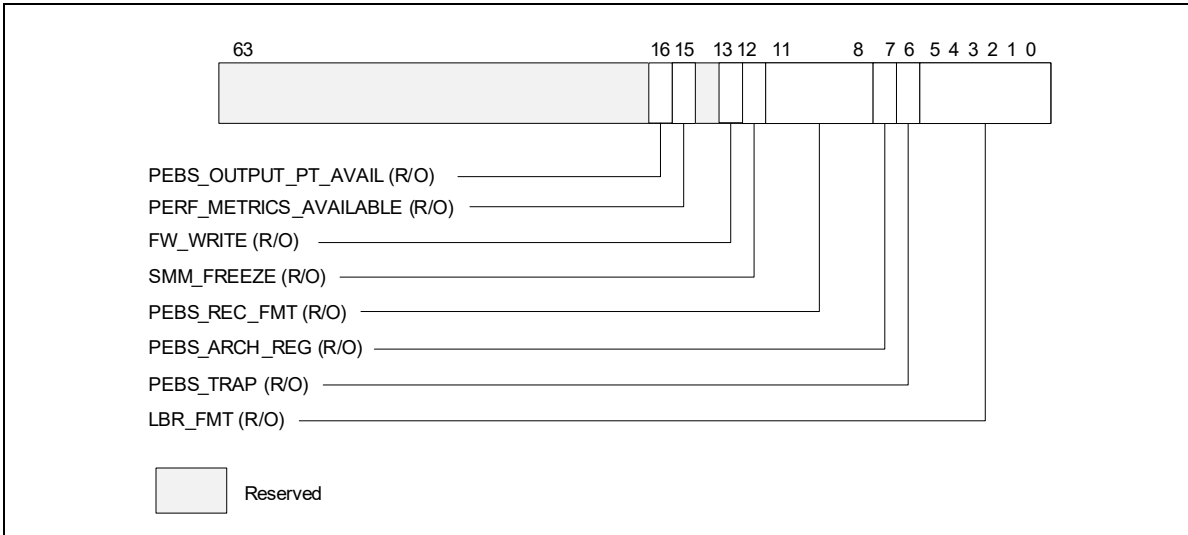 63 16 15 13 12 11 8 7 6 5 4 3 2 1 0
PEBS_OUTPUT_PT_AVAIL (R/O)
PERF_METRICS_AVAILABLE (R/O)
FW_WRITE (R/O)
SMM_FREEZE (R/O)
PEBS_REC_FMT (R/O)
PEBS_ARCH_REG (R/O)
PEBS_TRAP (R/O)
LBR_FMT (R/O)
Reserved